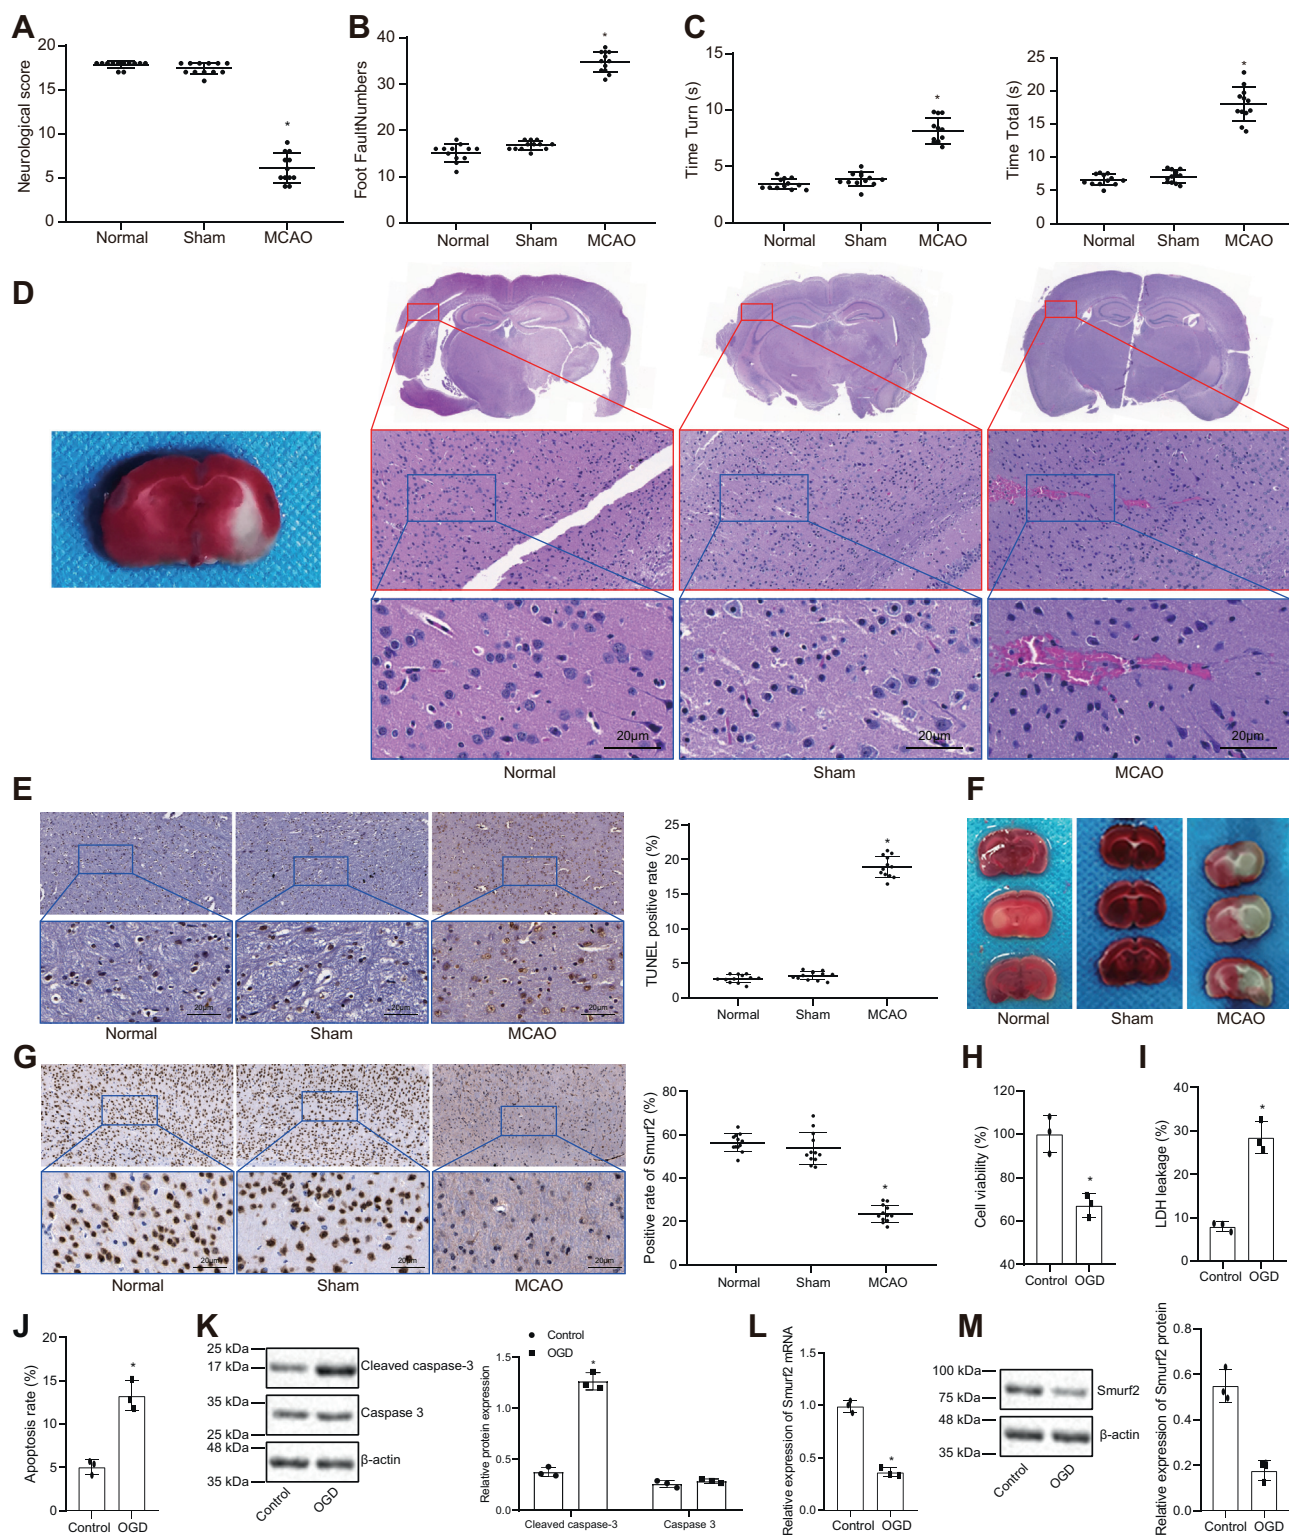 A
Neurological score
20
15
10
5
0
Normal
Sham
MCAO
*
B
Foot FaultNumbers
40
30
20
10
0
Normal
Sham
MCAO
*
C
Time Turn (s)
15
10
5
0
Normal
Sham
MCAO
*
Time Total (s)
25
20
15
10
5
0
Normal
Sham
MCAO
*
D
20μm
20μm
20μm
Normal
Sham
MCAO
E
20μm
20μm
20μm
Normal
Sham
MCAO
TUNEL positive rate (%)
25
20
15
10
5
0
Normal
Sham
MCAO
*
F
Normal
Sham
MCAO
G
20μm
20μm
20μm
Normal
Sham
MCAO
Positive rate of Smurf2 (%)
80
60
40
20
0
Normal
Sham
MCAO
*
H
Cell viability (%)
120
100
80
60
40
Control
OGD
*
I
LDH leakage (%)
40
30
20
10
0
Control
OGD
*
J
Apoptosis rate (%)
20
15
10
5
0
Control
OGD
*
K
25 kDa
17 kDa
35 kDa
25 kDa
48 kDa
35 kDa
Cleaved caspase-3
Caspase 3
β-actin
Control
OGD
Control
OGD
Relative protein expression
1.5
1.0
0.5
0.0
Cleaved caspase-3
Caspase 3
*
L
Relative expression of Smurf2 mRNA
1.5
1.0
0.5
0.0
Control
OGD
*
M
100 kDa
75 kDa
48 kDa
35 kDa
Smurf2
β-actin
Control
OGD
Relative expression of Smurf2 protein
0.8
0.6
0.4
0.2
0.0
Control
OGD